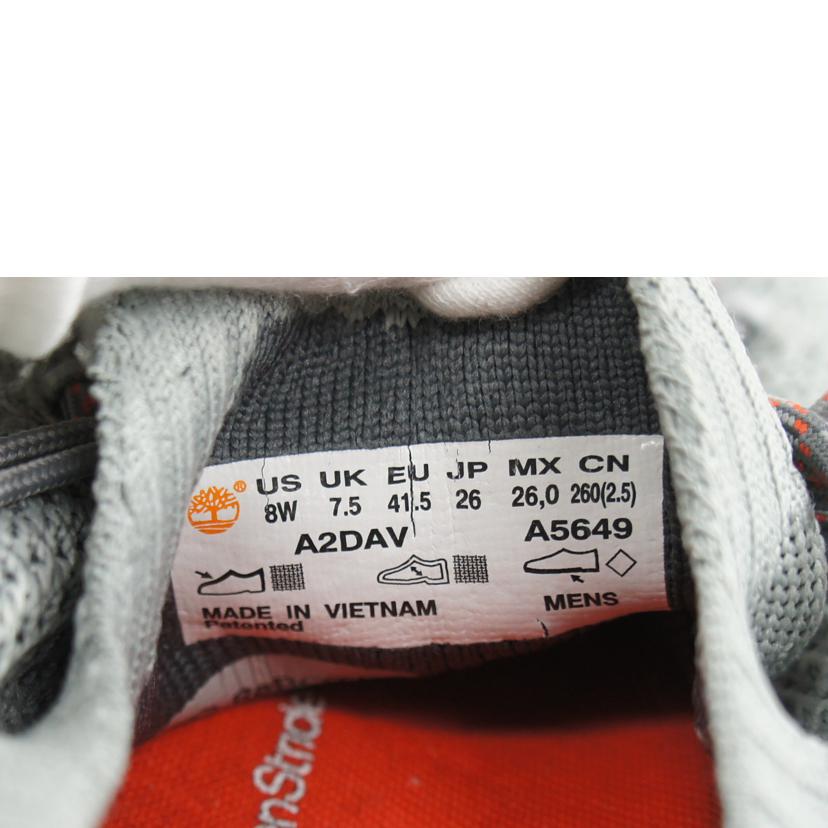 US UK EU JP MX CN
8W 7.5 41.5 26 26,0 260(2.5)
A2DAV A5649
MADE IN VIETNAM MENS
Patented
nStride